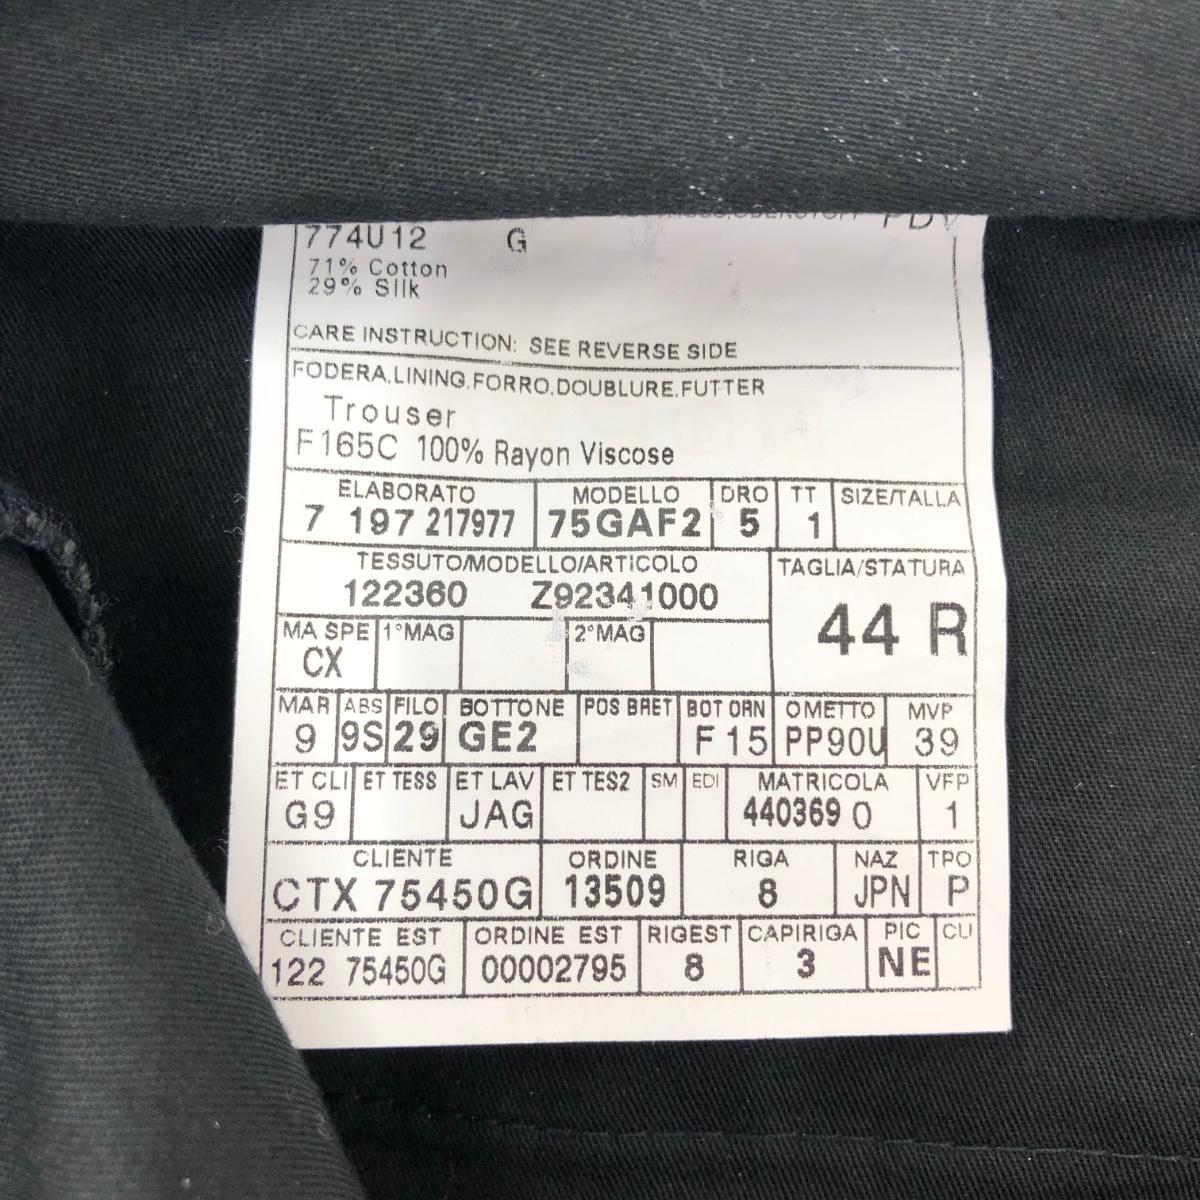 774U12 G
71% Cotton
29% Silk
CARE INSTRUCTION: SEE REVERSE SIDE
FODERA,LINING,FORRO,DOUBLURE,FUTTER
Trouser
F165C 100% Rayon Viscose
ELABORATO MODELLO DRO TT SIZE/TALLA
7 197 217977 75GAF2 5 1
TESSUTO/MODELLO/ARTICOLO TAGLIA/STATURA
122360 Z92341000 44 R
MA SPE 1°MAG 2°MAG
CX
MAR ABS FILO BOTTONE POS BRET BOT ORN OMETTO MVP
9 9S 29 GE2 F15 PP90U 39
ET CLI ET TESS ET LAV ET TES2 SM EDI MATRICOLA VFP
G9 JAG 440369 0 1
CLIENTE ORDINE RIGA NAZ TPO
CTX 75450G 13509 8 JPN P
CLIENTE EST ORDINE EST RIGEST CAPIRIGA PIC CU
122 75450G 00002795 8 3 NE